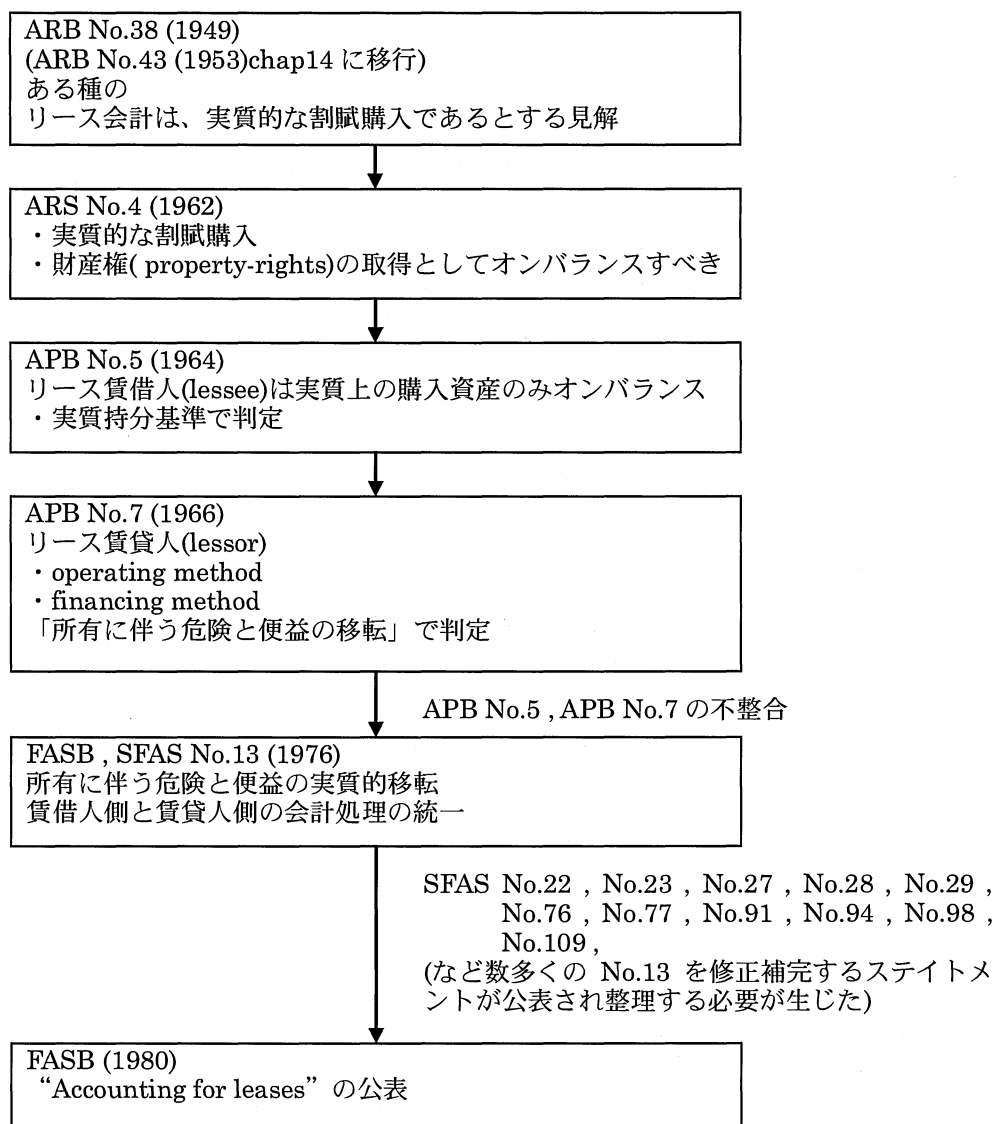 ARB No.38 (1949)
(ARB No.43 (1953)chap14 に移行)
ある種の
リース会計は、実質的な割賦購入であるとする見解
ARS No.4 (1962)
・実質的な割賦購入
・財産権( property-rights)の取得としてオンバランスすべき
APB No.5 (1964)
リース賃借人(lessee)は実質上の購入資産のみオンバランス
・実質持分基準で判定
APB No.7 (1966)
リース賃貸人(lessor)
・operating method
・financing method
「所有に伴う危険と便益の移転」で判定
APB No.5 , APB No.7 の不整合
FASB , SFAS No.13 (1976)
所有に伴う危険と便益の実質的移転
賃借人側と賃貸人側の会計処理の統一
SFAS No.22 , No.23 , No.27 , No.28 , No.29 ,
No.76 , No.77 , No.91 , No.94 , No.98 ,
No.109 ,
(など数多くの No.13 を修正補完するステイトメ
ントが公表され整理する必要が生じた)
FASB (1980)
“Accounting for leases” の公表